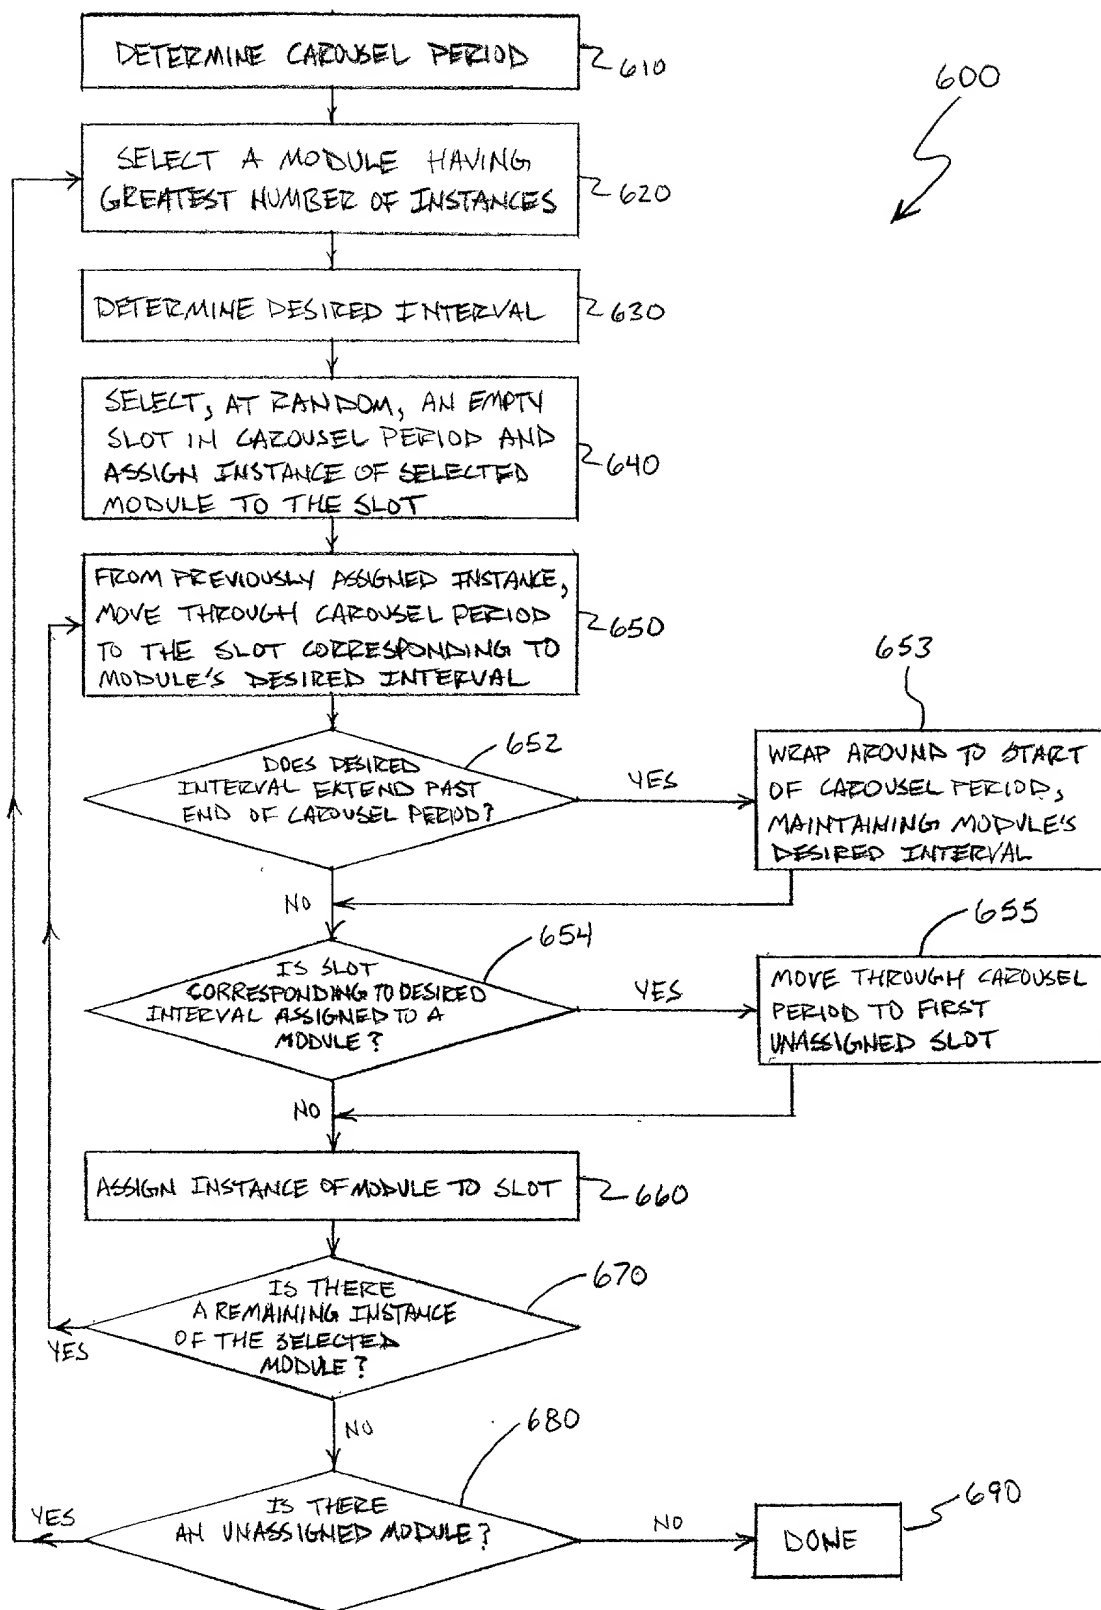 DETERMINE CAROUSEL PERIOD
610
600
SELECT A MODULE HAVING
GREATEST NUMBER OF INSTANCES
620
DETERMINE DESIRED INTERVAL
630
SELECT, AT RANDOM, AN EMPTY
SLOT IN CAROUSEL PERIOD AND
ASSIGN INSTANCE OF SELECTED
MODULE TO THE SLOT
640
FROM PREVIOUSLY ASSIGNED INSTANCE,
MOVE THROUGH CAROUSEL PERIOD
TO THE SLOT CORRESPONDING TO
MODULE'S DESIRED INTERVAL
650
DOES DESIRED
INTERVAL EXTEND PAST
END OF CAROUSEL PERIOD?
652
YES
653
WRAP AROUND TO START
OF CAROUSEL PERIOD,
MAINTAINING MODULE'S
DESIRED INTERVAL
NO
IS SLOT
CORRESPONDING TO DESIRED
INTERVAL ASSIGNED TO A
MODULE?
654
YES
655
MOVE THROUGH CAROUSEL
PERIOD TO FIRST
UNASSIGNED SLOT
NO
ASSIGN INSTANCE OF MODULE TO SLOT
660
IS THERE
A REMAINING INSTANCE
OF THE SELECTED
MODULE?
670
YES
NO
IS THERE
AN UNASSIGNED MODULE?
680
YES
NO
DONE
690